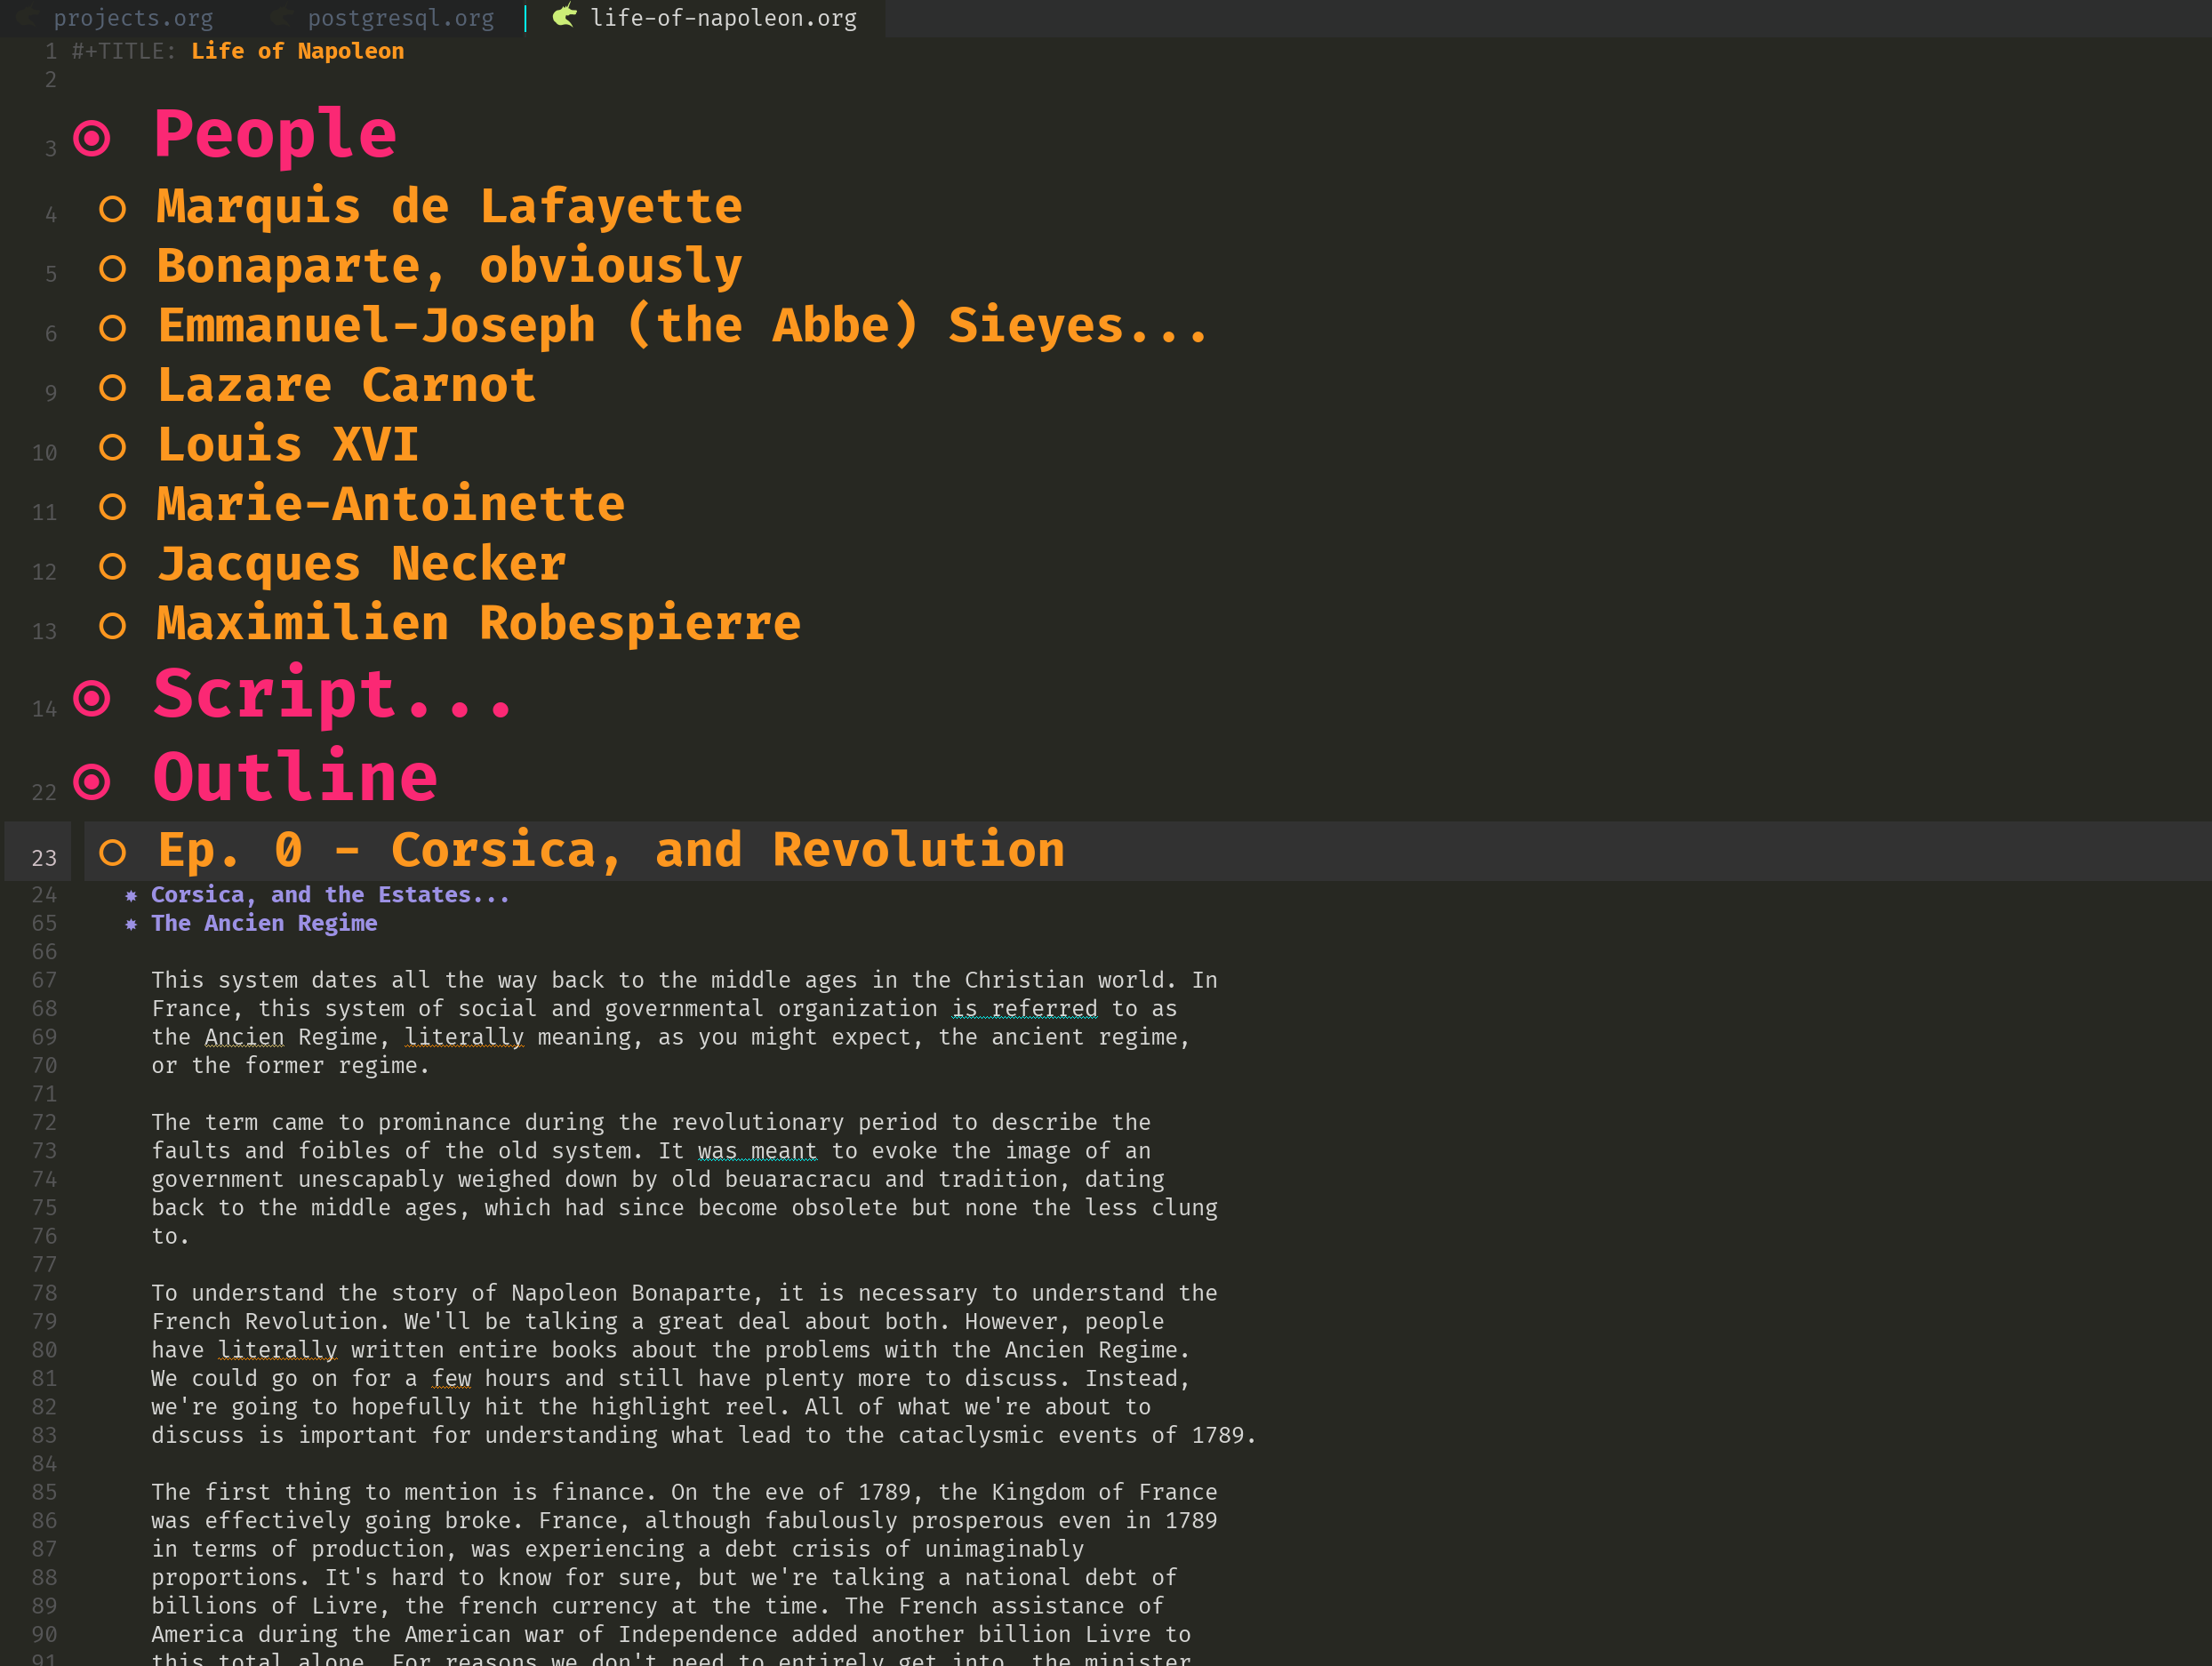 projects.org postgresql.org life-of-napoleon.org
1 #+TITLE: Life of Napoleon
2
3 People
4 Marquis de Lafayette
5 Bonaparte, obviously
6 Emmanuel-Joseph (the Abbe) Sieyes...
9 Lazare Carnot
10 Louis XVI
11 Marie-Antoinette
12 Jacques Necker
13 Maximilien Robespierre
14 Script...
22 Outline
23 Ep. 0 - Corsica, and Revolution
24 Corsica, and the Estates...
65 The Ancien Regime
66
67 This system dates all the way back to the middle ages in the Christian world. In
68 France, this system of social and governmental organization is referred to as
69 the Ancien Regime, literally meaning, as you might expect, the ancient regime,
70 or the former regime.
71
72 The term came to prominance during the revolutionary period to describe the
73 faults and foibles of the old system. It was meant to evoke the image of an
74 government unescapably weighed down by old beuaracracu and tradition, dating
75 back to the middle ages, which had since become obsolete but none the less clung
76 to.
77
78 To understand the story of Napoleon Bonaparte, it is necessary to understand the
79 French Revolution. We'll be talking a great deal about both. However, people
80 have literally written entire books about the problems with the Ancien Regime.
81 We could go on for a few hours and still have plenty more to discuss. Instead,
82 we're going to hopefully hit the highlight reel. All of what we're about to
83 discuss is important for understanding what lead to the cataclysmic events of 1789.
84
85 The first thing to mention is finance. On the eve of 1789, the Kingdom of France
86 was effectively going broke. France, although fabulously prosperous even in 1789
87 in terms of production, was experiencing a debt crisis of unimaginably
88 proportions. It's hard to know for sure, but we're talking a national debt of
89 billions of Livre, the french currency at the time. The French assistance of
90 America during the American war of Independence added another billion Livre to
91 this total alone. For reasons we don't need to entirely get into, the minister